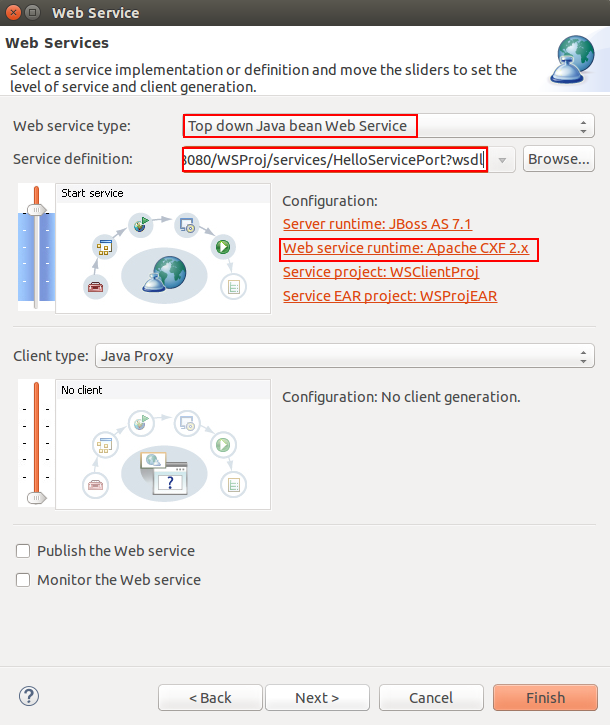 Web Service
Web Services
Select a service implementation or definition and move the sliders to set the
level of service and client generation.
Web service type: Top down Java bean Web Service
Service definition: 8080/WSProj/services/HelloServicePort?wsdl Browse...
Start service
Configuration:
Server runtime: JBoss AS 7.1
Web service runtime: Apache CXF 2.x
Service project: WSClientProj
Service EAR project: WSProjEAR
Client type: Java Proxy
No client
Configuration: No client generation.
?
Publish the Web service
Monitor the Web service
? < Back Next > Cancel Finish